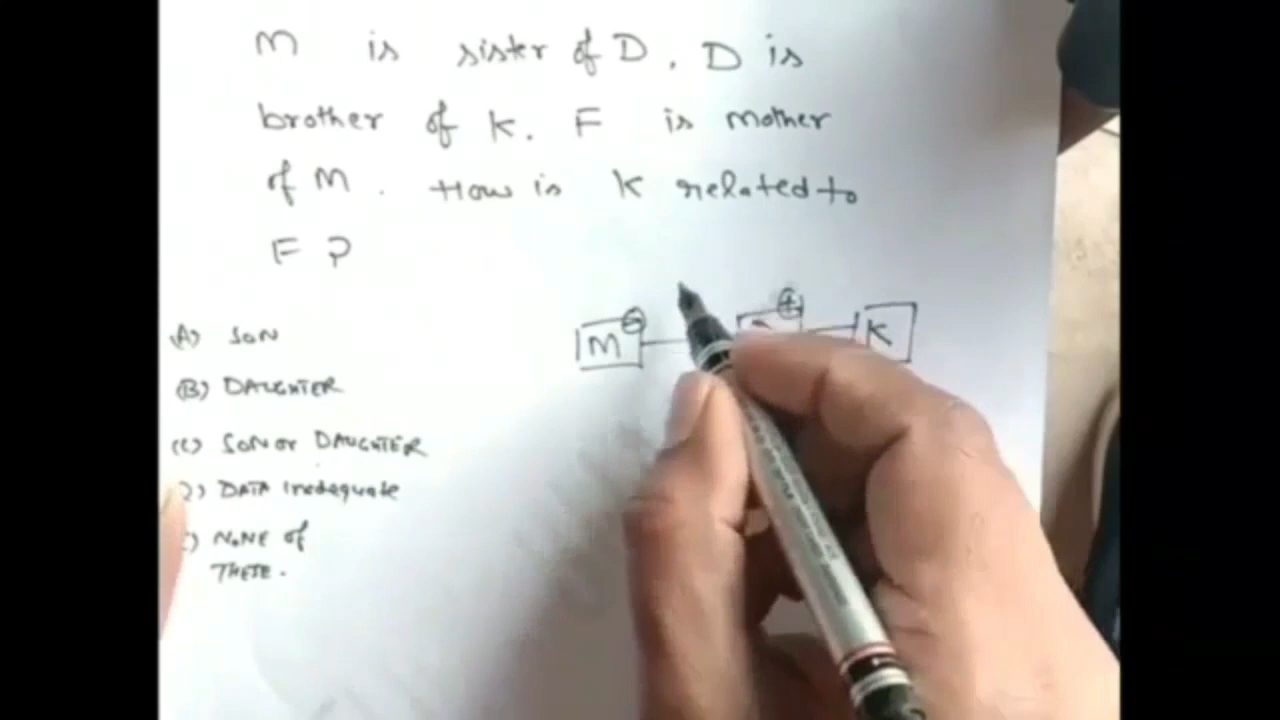 M is sister of D. D is
brother of K. F is mother
of M. How is K related to
F ?
(A) SON
(B) DAUGHTER
(C) SON or DAUGHTER
) DATA inadequate
) NONE of
THESE.
M - + K